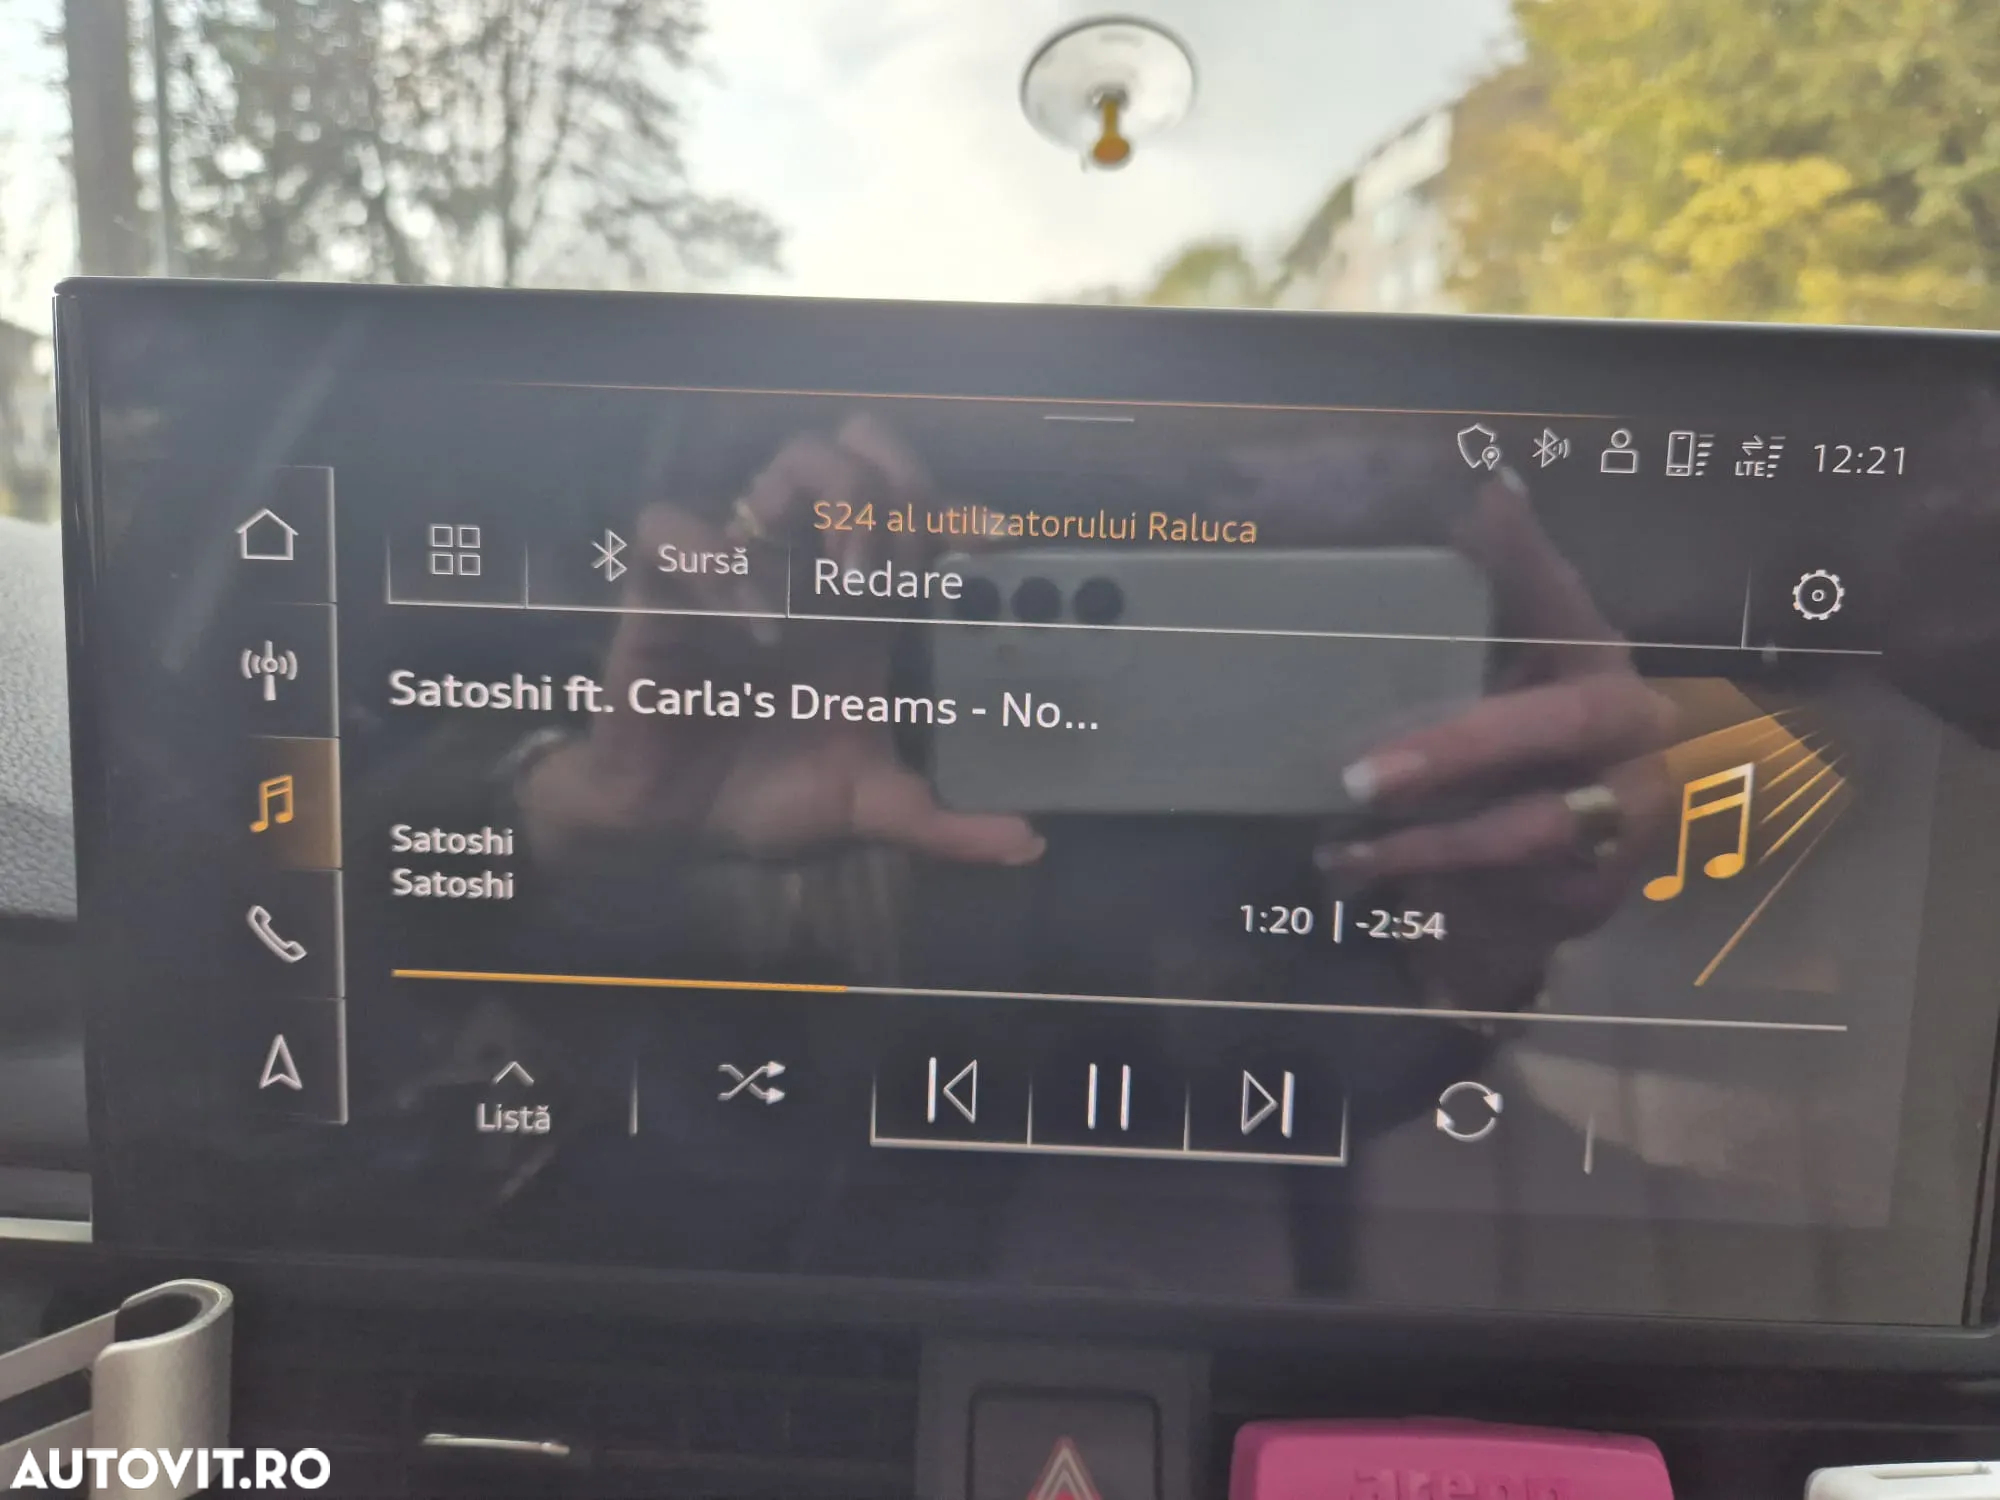 LTE
12:21
S24 al utilizatorului Raluca
Sursă
Redare
Satoshi ft. Carla's Dreams - No...
Satoshi
Satoshi
1:20 | -2:54
Listă
AUTOVIT.RO